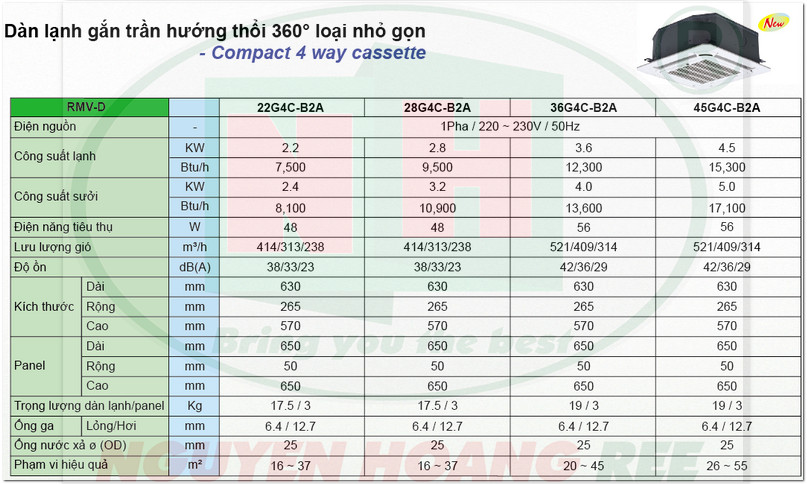 Dàn lạnh gắn trần hướng thổi 360° loại nhỏ gọn
- Compact 4 way cassette
New
RMV-D 22G4C-B2A 28G4C-B2A 36G4C-B2A 45G4C-B2A
Điện nguồn - 1Pha / 220 ~ 230V / 50Hz
Công suất lạnh KW 2.2 2.8 3.6 4.5
Btu/h 7,500 9,500 12,300 15,300
Công suất sưởi KW 2.4 3.2 4.0 5.0
Btu/h 8,100 10,900 13,600 17,100
Điện năng tiêu thụ W 48 48 56 56
Lưu lượng gió m³/h 414/313/238 414/313/238 521/409/314 521/409/314
Độ ồn dB(A) 38/33/23 38/33/23 42/36/29 42/36/29
Kích thước Dài mm 630 630 630 630
Rộng mm 265 265 265 265
Cao mm 570 570 570 570
Panel Dài mm 650 650 650 650
Rộng mm 50 50 50 50
Cao mm 650 650 650 650
Trọng lượng dàn lạnh/panel Kg 17.5 / 3 17.5 / 3 19 / 3 19 / 3
Ống ga Lỏng/Hơi mm 6.4 / 12.7 6.4 / 12.7 6.4 / 12.7 6.4 / 12.7
Ống nước xả ø (OD) mm 25 25 25 25
Phạm vi hiệu quả m² 16 ~ 37 16 ~ 37 20 ~ 45 26 ~ 55
NH
R
Bring you the best
NGUYEN HOANG REE